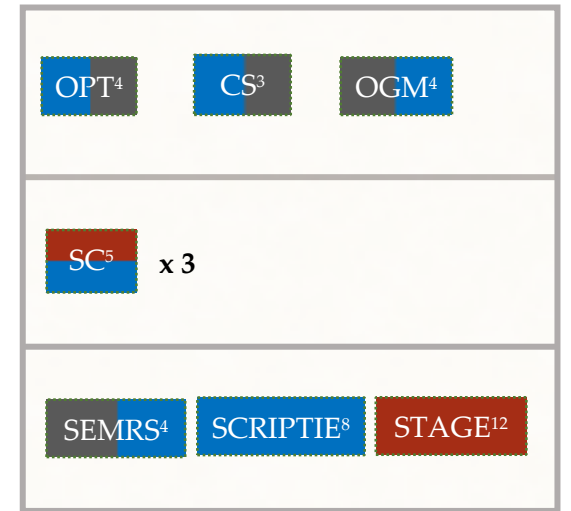 OPT⁴ CS³ OGM⁴
SC⁵ x 3
SEMRS⁴ SCRIPTIE⁸ STAGE¹²